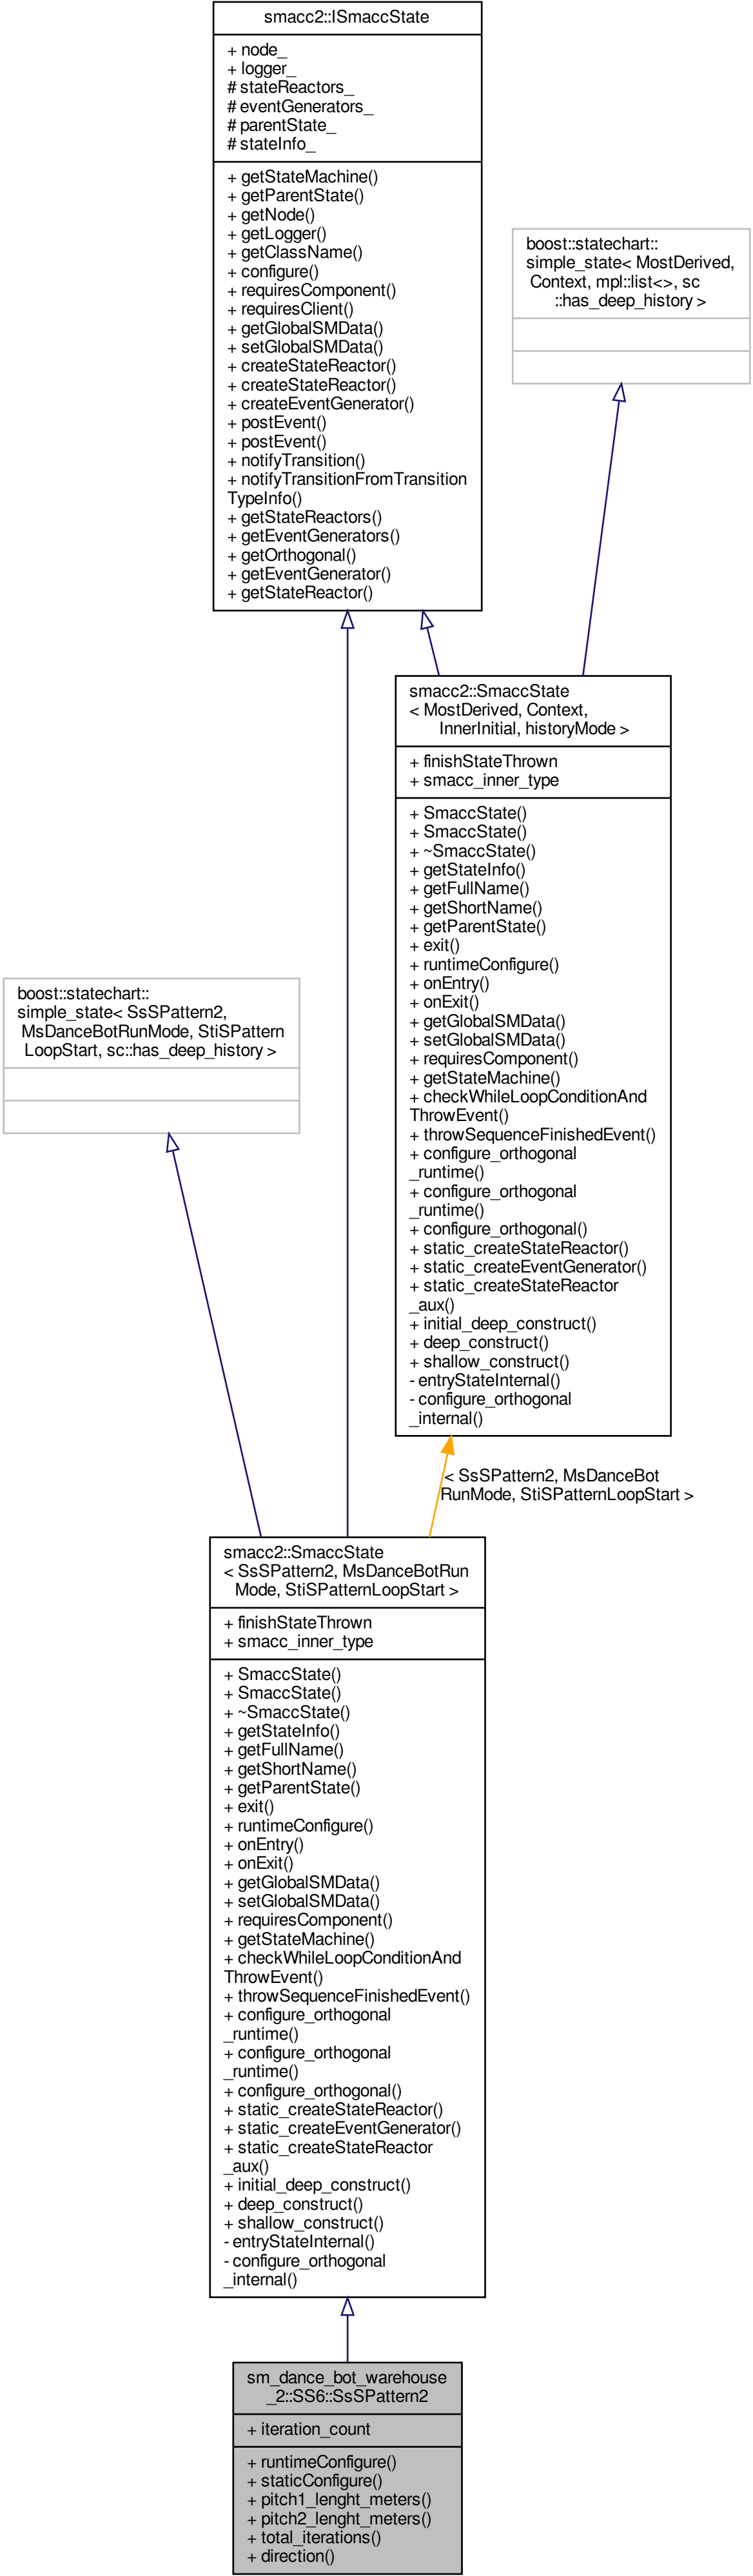 smacc2::ISmaccState
+ node_
+ logger_
# stateReactors_
# eventGenerators_
# parentState_
# stateInfo_
+ getStateMachine()
+ getParentState()
+ getNode()
+ getLogger()
+ getClassName()
+ configure()
+ requiresComponent()
+ requiresClient()
+ getGlobalSMData()
+ setGlobalSMData()
+ createStateReactor()
+ createStateReactor()
+ createEventGenerator()
+ postEvent()
+ postEvent()
+ notifyTransition()
+ notifyTransitionFromTransition
TypeInfo()
+ getStateReactors()
+ getEventGenerators()
+ getOrthogonal()
+ getEventGenerator()
+ getStateReactor()
boost::statechart::
simple_state< MostDerived,
Context, mpl::list<>, sc
::has_deep_history >
smacc2::SmaccState
< MostDerived, Context,
InnerInitial, historyMode >
+ finishStateThrown
+ smacc_inner_type
+ SmaccState()
+ SmaccState()
+ ~SmaccState()
+ getStateInfo()
+ getFullName()
+ getShortName()
+ getParentState()
+ exit()
+ runtimeConfigure()
+ onEntry()
+ onExit()
+ getGlobalSMData()
+ setGlobalSMData()
+ requiresComponent()
+ getStateMachine()
+ checkWhileLoopConditionAnd
ThrowEvent()
+ throwSequenceFinishedEvent()
+ configure_orthogonal
_runtime()
+ configure_orthogonal
_runtime()
+ configure_orthogonal()
+ static_createStateReactor()
+ static_createEventGenerator()
+ static_createStateReactor
_aux()
+ initial_deep_construct()
+ deep_construct()
+ shallow_construct()
- entryStateInternal()
- configure_orthogonal
_internal()
boost::statechart::
simple_state< SsSPattern2,
MsDanceBotRunMode, StiSPattern
LoopStart, sc::has_deep_history >
< SsSPattern2, MsDanceBot
RunMode, StiSPatternLoopStart >
smacc2::SmaccState
< SsSPattern2, MsDanceBotRun
Mode, StiSPatternLoopStart >
+ finishStateThrown
+ smacc_inner_type
+ SmaccState()
+ SmaccState()
+ ~SmaccState()
+ getStateInfo()
+ getFullName()
+ getShortName()
+ getParentState()
+ exit()
+ runtimeConfigure()
+ onEntry()
+ onExit()
+ getGlobalSMData()
+ setGlobalSMData()
+ requiresComponent()
+ getStateMachine()
+ checkWhileLoopConditionAnd
ThrowEvent()
+ throwSequenceFinishedEvent()
+ configure_orthogonal
_runtime()
+ configure_orthogonal
_runtime()
+ configure_orthogonal()
+ static_createStateReactor()
+ static_createEventGenerator()
+ static_createStateReactor
_aux()
+ initial_deep_construct()
+ deep_construct()
+ shallow_construct()
- entryStateInternal()
- configure_orthogonal
_internal()
sm_dance_bot_warehouse
_2::SS6::SsSPattern2
+ iteration_count
+ runtimeConfigure()
+ staticConfigure()
+ pitch1_lenght_meters()
+ pitch2_lenght_meters()
+ total_iterations()
+ direction()